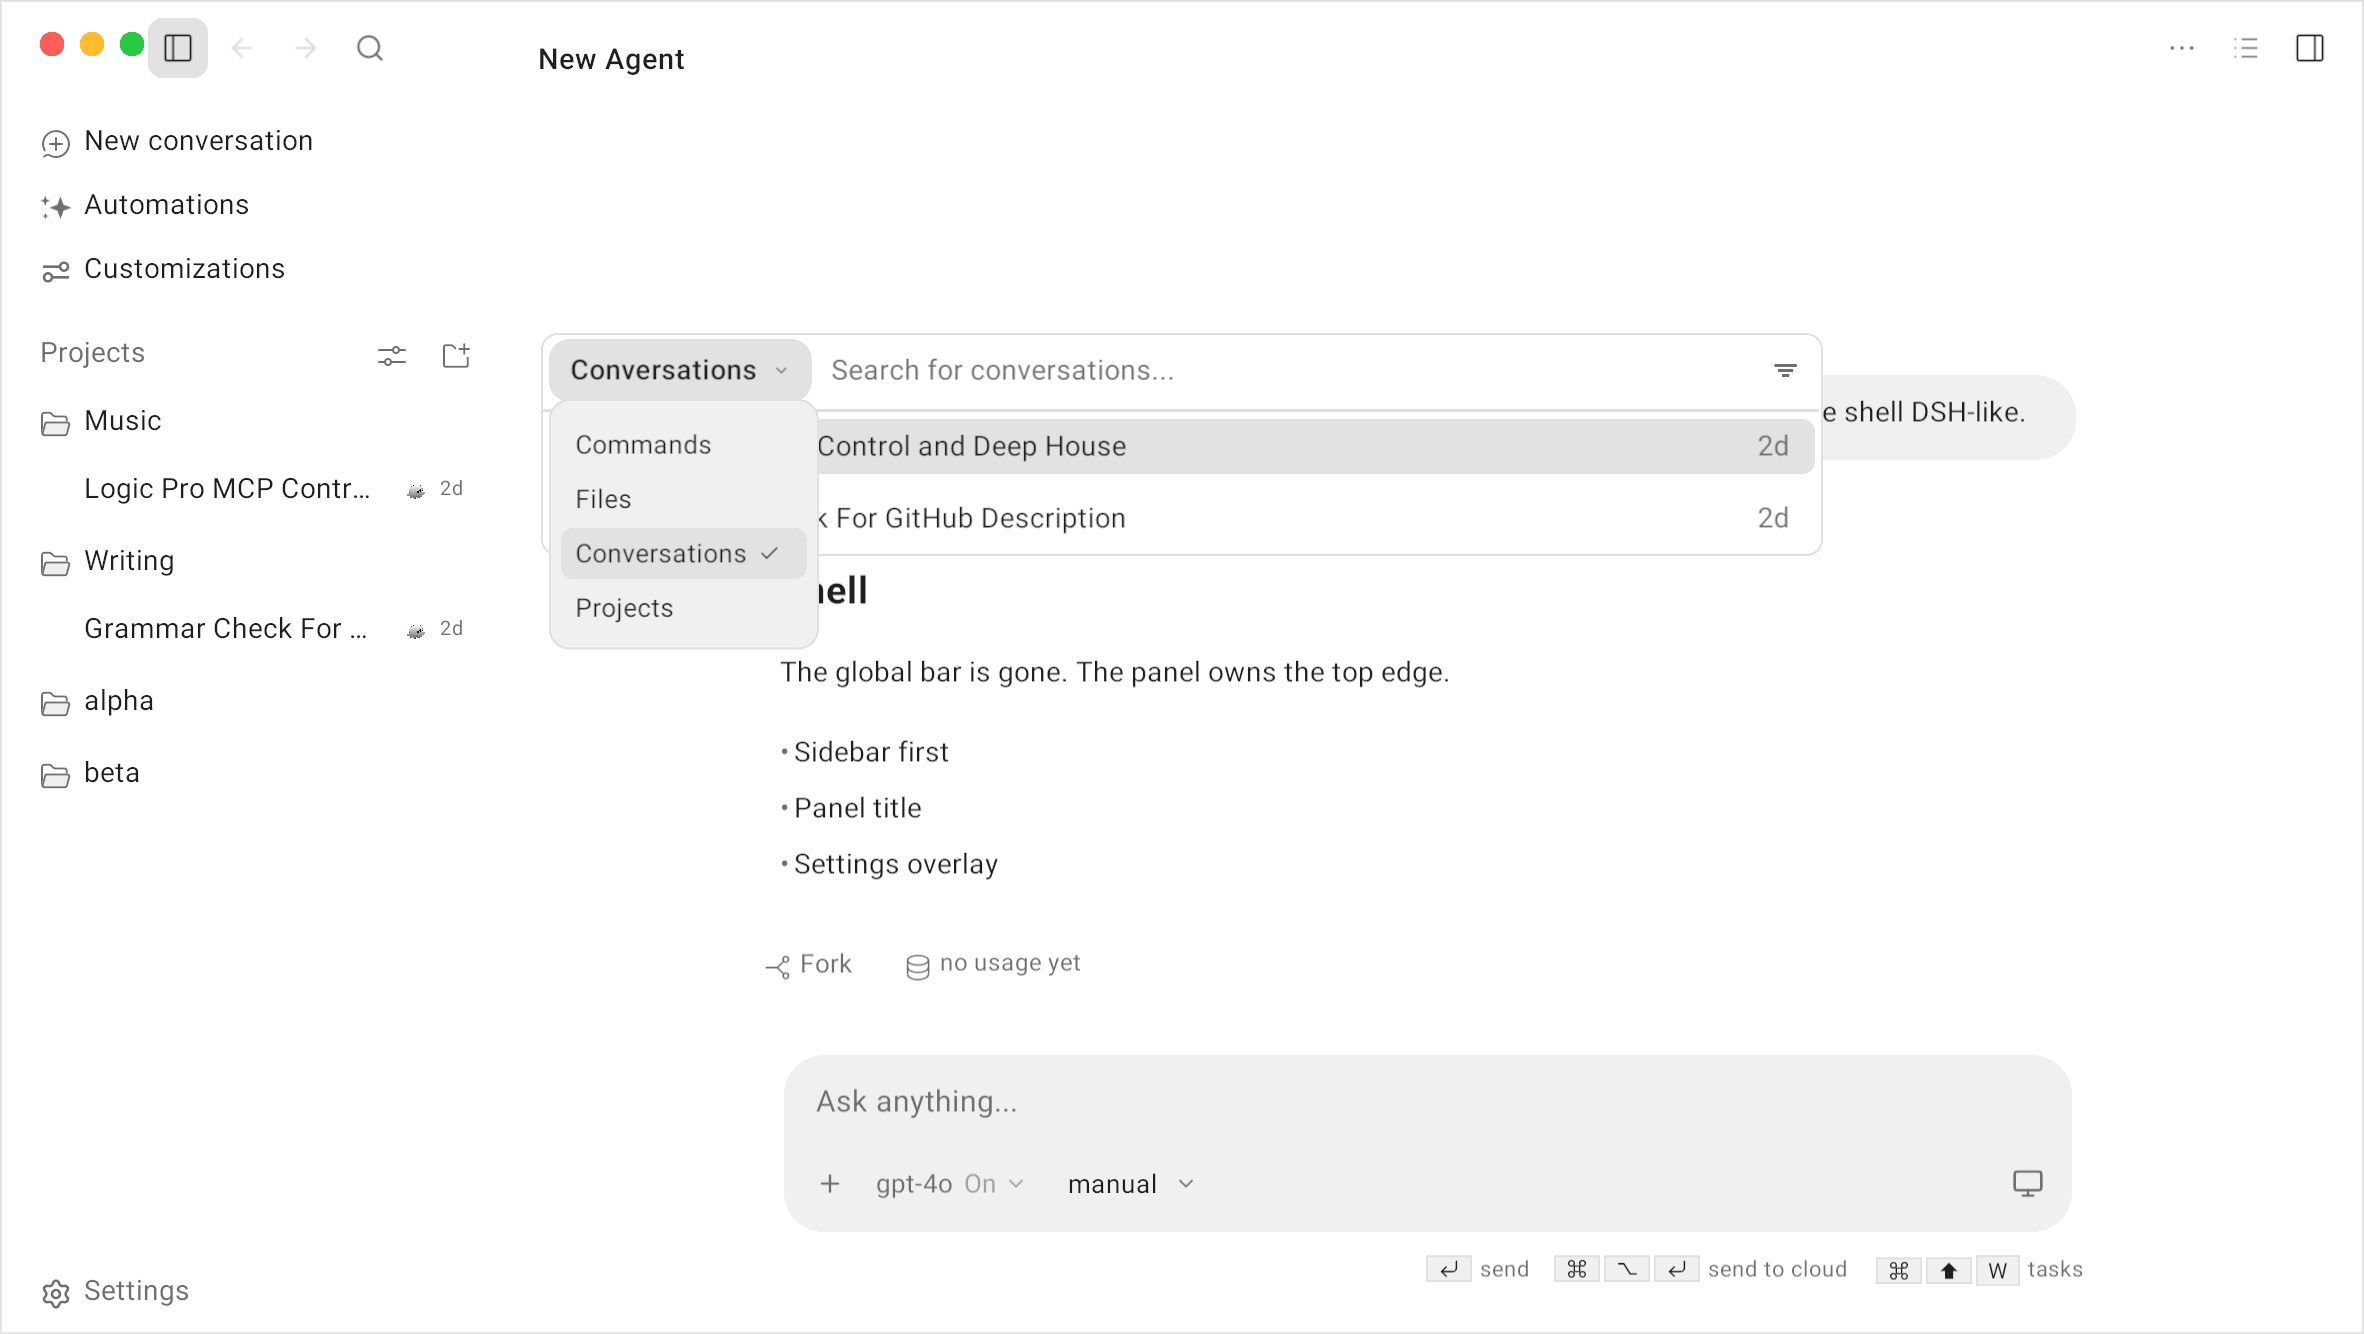 New Agent
New conversation
Automations
Customizations
Projects
Music
Logic Pro MCP Contr... 2d
Writing
Grammar Check For ... 2d
alpha
beta
Settings
Conversations Search for conversations...
Commands
Files
Conversations
Projects
Control and Deep House 2d
k For GitHub Description 2d
e shell DSH-like.
ell
The global bar is gone. The panel owns the top edge.
• Sidebar first
• Panel title
• Settings overlay
Fork no usage yet
Ask anything...
gpt-4o On manual
send ⌘ ⌥ send to cloud ⌘ W tasks